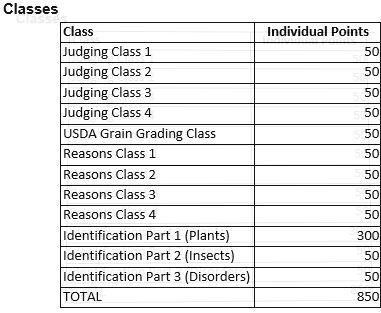 Classes
Class Individual Points
Judging Class 1 50
Judging Class 2 50
Judging Class 3 50
Judging Class 4 50
USDA Grain Grading Class 50
Reasons Class 1 50
Reasons Class 2 50
Reasons Class 3 50
Reasons Class 4 50
Identification Part 1 (Plants) 300
Identification Part 2 (Insects) 50
Identification Part 3 (Disorders) 50
TOTAL 850